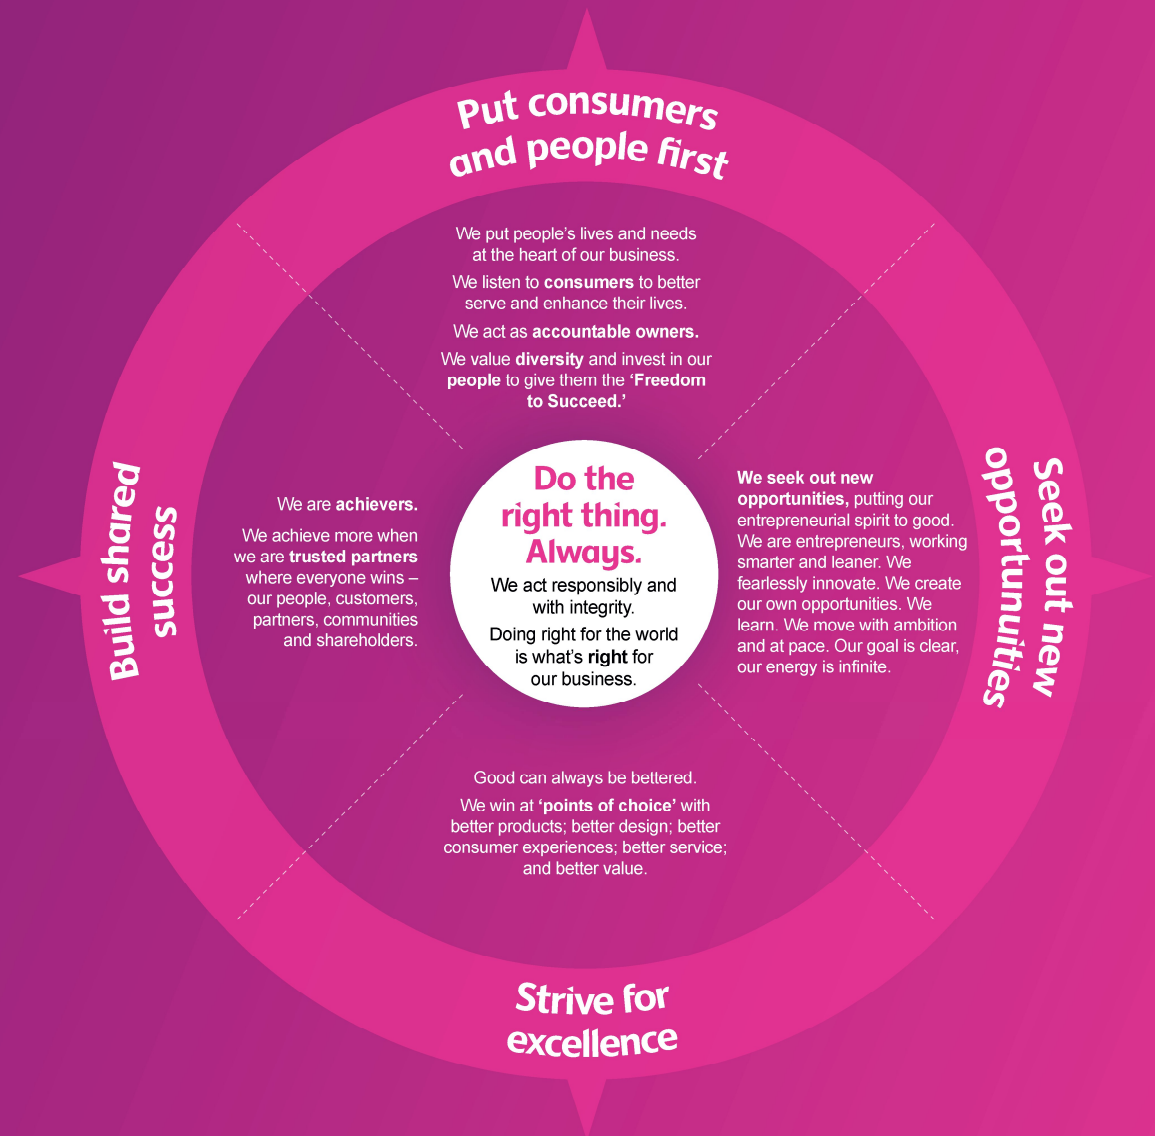 Put consumers
and people first
We put people’s lives and needs
at the heart of our business.
We listen to consumers to better
serve and enhance their lives.
We act as accountable owners.
We value diversity and invest in our
people to give them the ‘Freedom
to Succeed.’
Build shared
success
We are achievers.
We achieve more when
we are trusted partners
where everyone wins –
our people, customers,
partners, communities
and shareholders.
Do the
right thing.
Always.
We act responsibly and
with integrity.
Doing right for the world
is what’s right for
our business.
We seek out new
opportunities, putting our
entrepreneurial spirit to good.
We are entrepreneurs, working
smarter and leaner. We
fearlessly innovate. We create
our own opportunities. We
learn. We move with ambition
and at pace. Our goal is clear,
our energy is infinite.
Seek out new
opportunities
Good can always be bettered.
We win at ‘points of choice’ with
better products; better design; better
consumer experiences; better service;
and better value.
Strive for
excellence